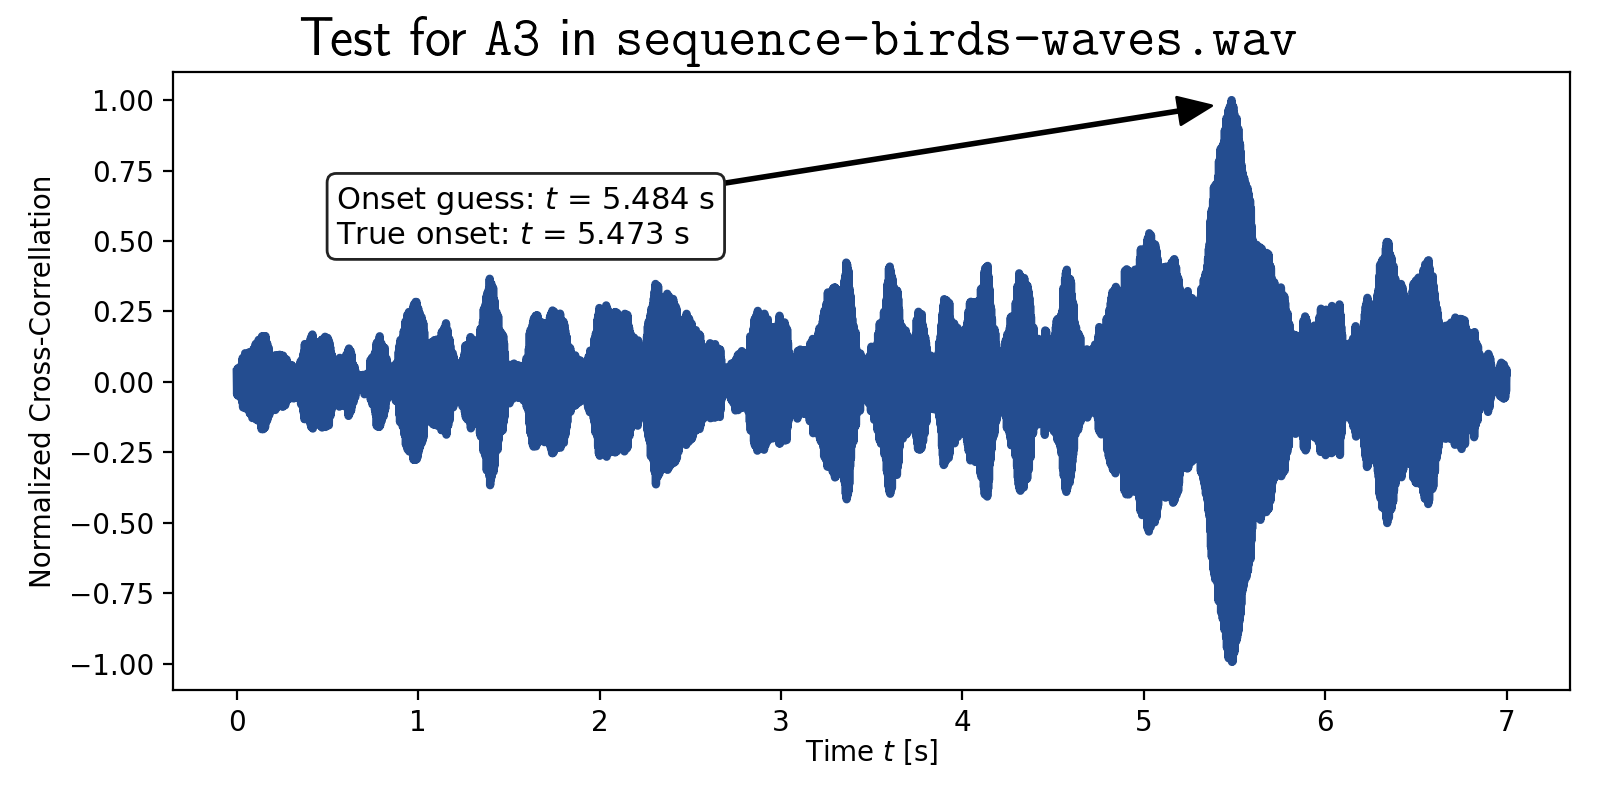 Test for A3 in sequence-birds-waves.wav
Normalized Cross-Correllation
1.00
0.75
0.50
0.25
0.00
−0.25
−0.50
−0.75
−1.00
Onset guess: t = 5.484 s
True onset: t = 5.473 s
0 1 2 3 4 5 6 7
Time t [s]